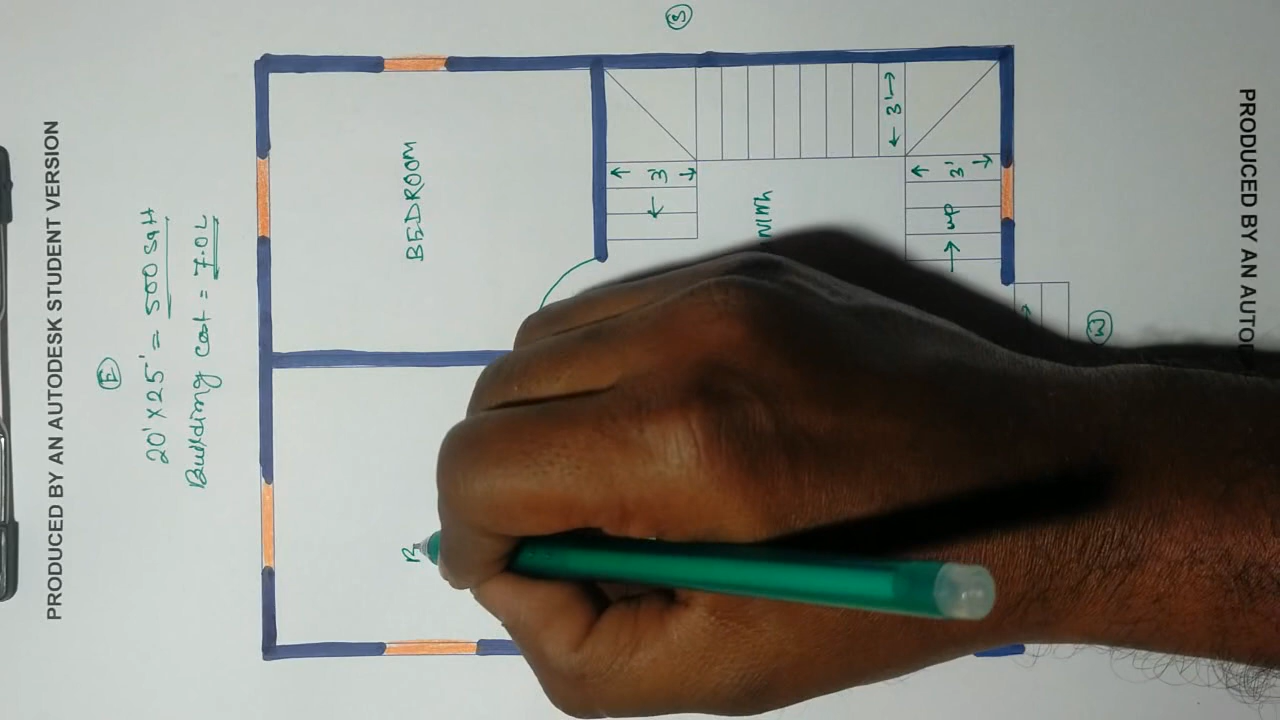 PRODUCED BY AN AUTODESK STUDENT VERSION
E
20' x 25' = 500 sqft
Building cost = 7.0L
S
BEDROOM
B
3'
3'
3'
up
W
PRODUCED BY AN AUTOD